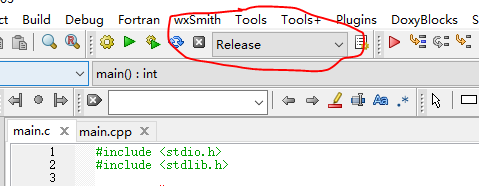 Build Debug Fortran wxSmith Tools Tools+ Plugins DoxyBlocks
Release
main() : int
Aa .*
main.c X main.cpp X
1 #include <stdio.h>
2 #include <stdlib.h>
3